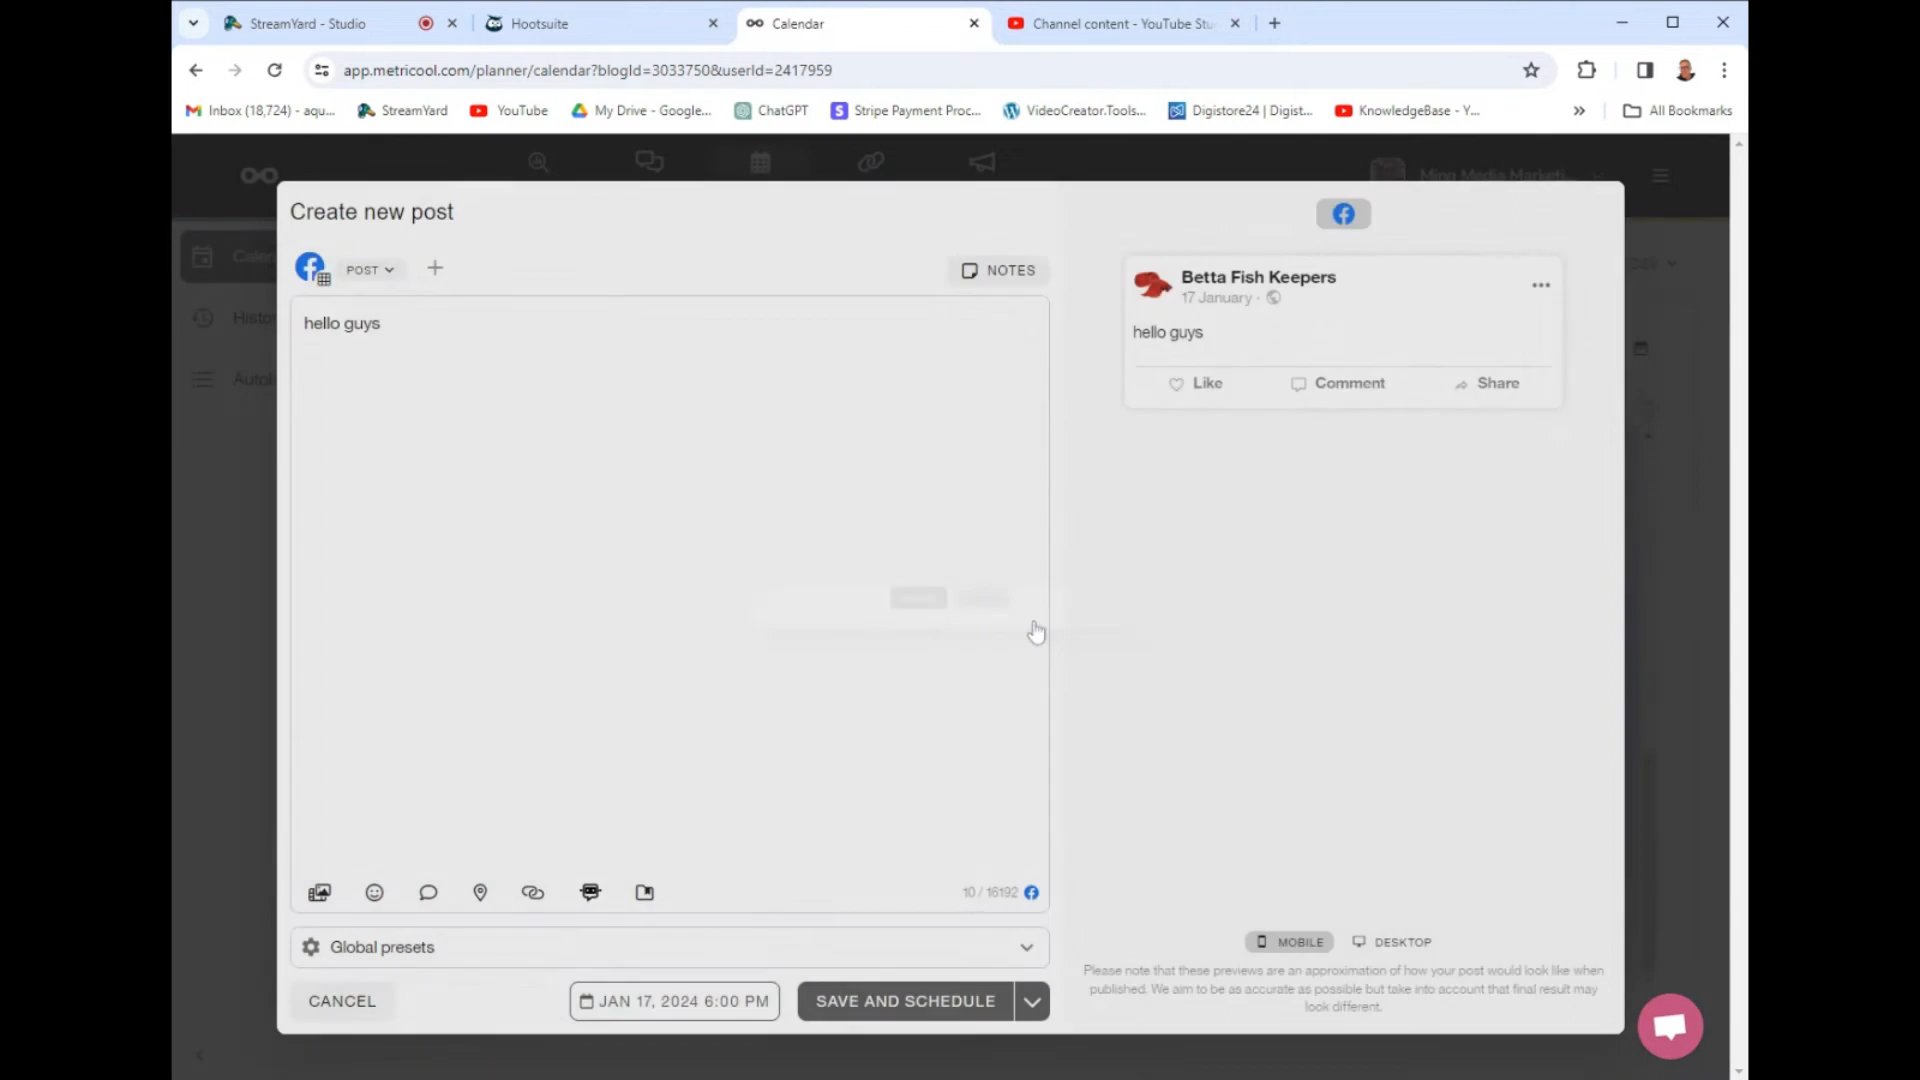 StreamYard - Studio
Hootsuite
Calendar
Channel content - YouTube Stu
app.metricool.com/planner/calendar?blogId=3033750&userId=2417959
Inbox (18,724) - aqu...
StreamYard
YouTube
My Drive - Google...
ChatGPT
Stripe Payment Proc...
VideoCreator.Tools...
Digistore24 | Digist...
KnowledgeBase - Y...
»
All Bookmarks
Ming Media Marketi...
Create new post
POST
NOTES
hello guys
Betta Fish Keepers
17 January ·
hello guys
Like
Comment
Share
10 / 16192
Global presets
CANCEL
JAN 17, 2024 6:00 PM
SAVE AND SCHEDULE
MOBILE
DESKTOP
Please note that these previews are an approximation of how your post would look like when
published. We aim to be as accurate as possible but take into account that final result may
look different.